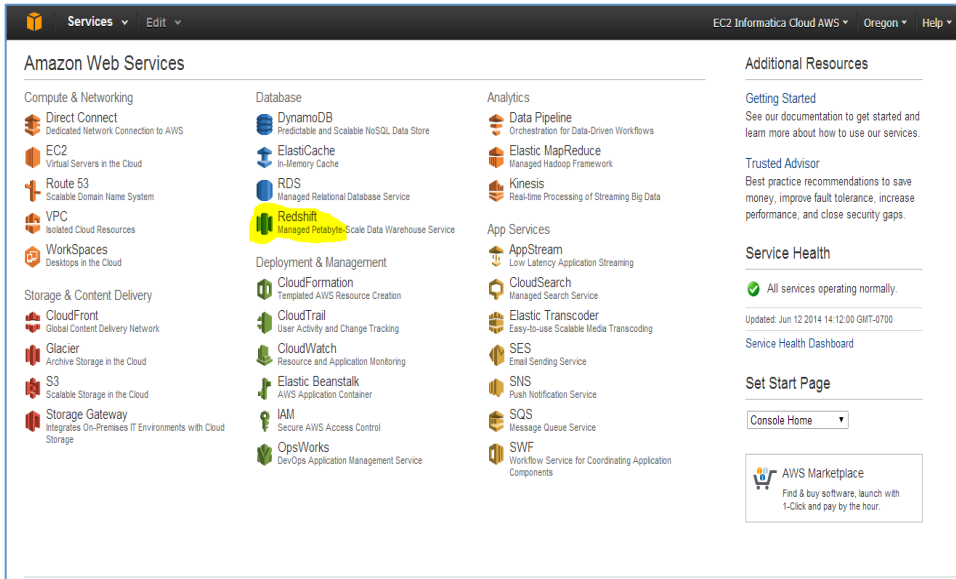 Services Edit EC2 Informatica Cloud AWS Oregon Help
Amazon Web Services
Compute & Networking
Direct Connect
Dedicated Network Connection to AWS
EC2
Virtual Servers in the Cloud
Route 53
Scalable Domain Name System
VPC
Isolated Cloud Resources
WorkSpaces
Desktops in the Cloud
Storage & Content Delivery
CloudFront
Global Content Delivery Network
Glacier
Archive Storage in the Cloud
S3
Scalable Storage in the Cloud
Storage Gateway
Integrates On-Premises IT Environments with Cloud
Storage
Database
DynamoDB
Predictable and Scalable NoSQL Data Store
ElastiCache
In-Memory Cache
RDS
Managed Relational Database Service
Redshift
Managed Petabyte-Scale Data Warehouse Service
Deployment & Management
CloudFormation
Templated AWS Resource Creation
CloudTrail
User Activity and Change Tracking
CloudWatch
Resource and Application Monitoring
Elastic Beanstalk
AWS Application Container
IAM
Secure AWS Access Control
OpsWorks
DevOps Application Management Service
Analytics
Data Pipeline
Orchestration for Data-Driven Workflows
Elastic MapReduce
Managed Hadoop Framework
Kinesis
Real-time Processing of Streaming Big Data
App Services
AppStream
Low Latency Application Streaming
CloudSearch
Managed Search Service
Elastic Transcoder
Easy-to-use Scalable Media Transcoding
SES
Email Sending Service
SNS
Push Notification Service
SQS
Message Queue Service
SWF
Workflow Service for Coordinating Application
Components
Additional Resources
Getting Started
See our documentation to get started and
learn more about how to use our services.
Trusted Advisor
Best practice recommendations to save
money, improve fault tolerance, increase
performance, and close security gaps.
Service Health
All services operating normally.
Updated: Jun 12 2014 14:12:00 GMT-0700
Service Health Dashboard
Set Start Page
Console Home
AWS Marketplace
Find & buy software, launch with
1-Click and pay by the hour.